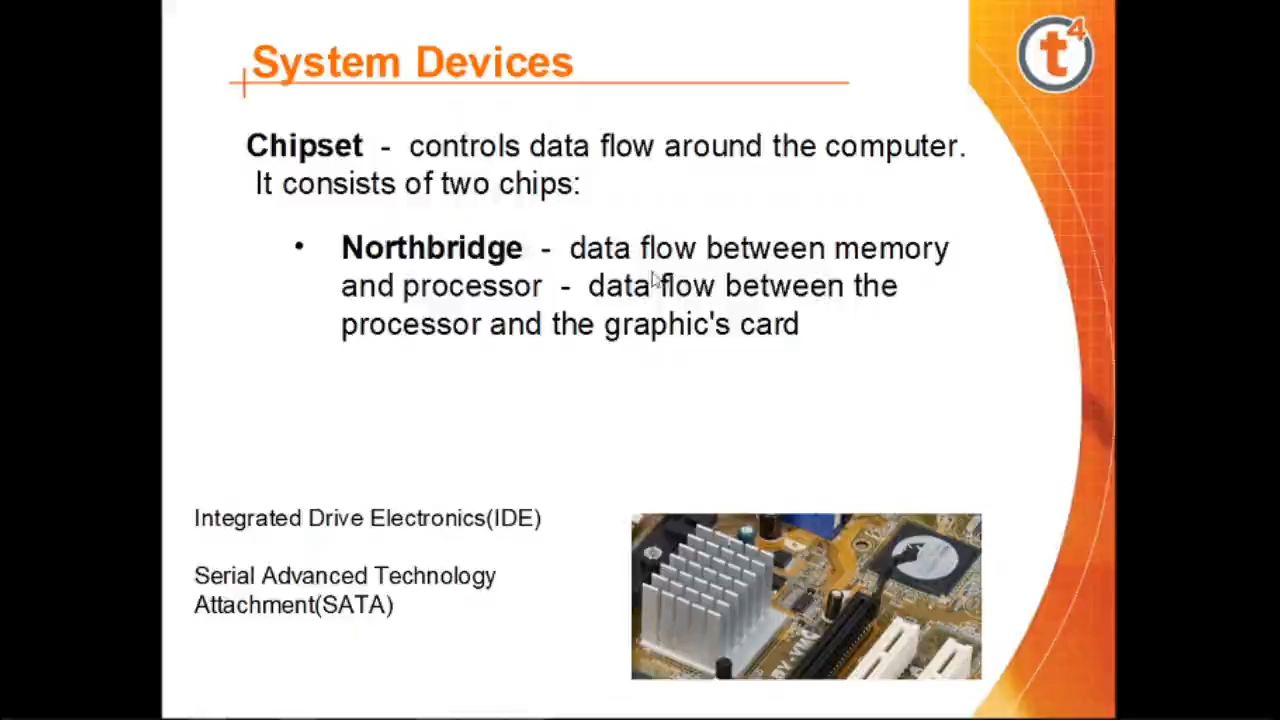 System Devices
t4
Chipset - controls data flow around the computer.
It consists of two chips:
• Northbridge - data flow between memory
and processor - data flow between the
processor and the graphic's card
Integrated Drive Electronics(IDE)
Serial Advanced Technology
Attachment(SATA)